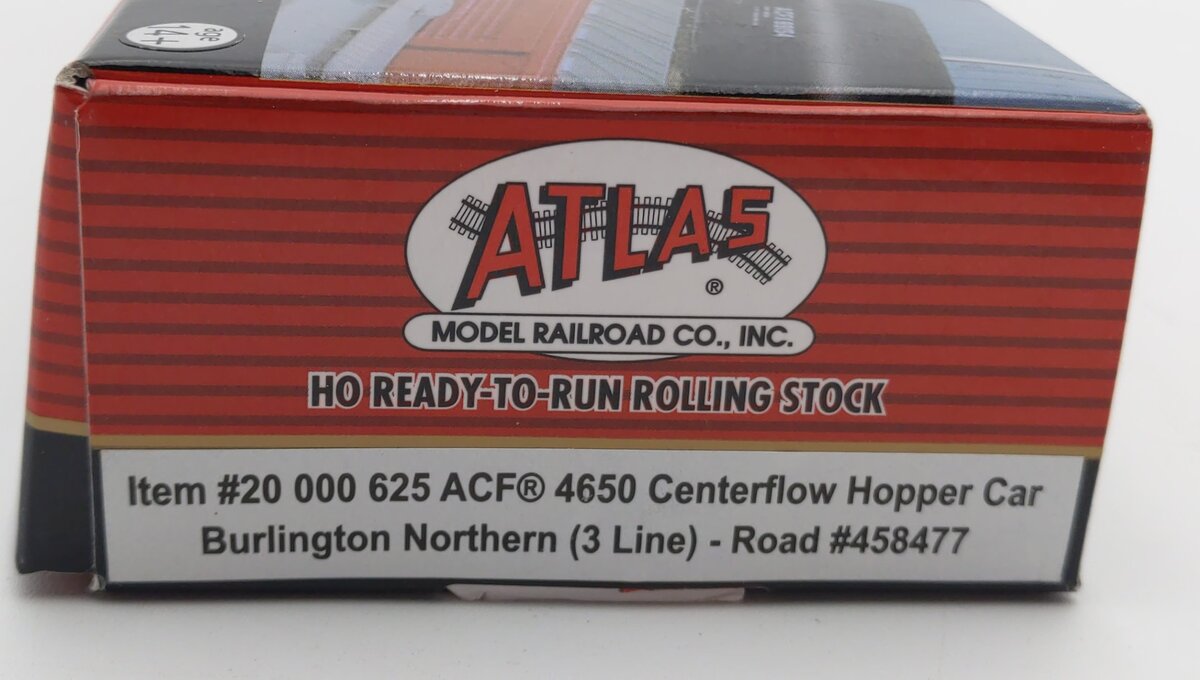 age
14+
ATLAS
®
MODEL RAILROAD CO., INC.
HO READY-TO-RUN ROLLING STOCK
Item #20 000 625 ACF® 4650 Centerflow Hopper Car
Burlington Northern (3 Line) - Road #458477